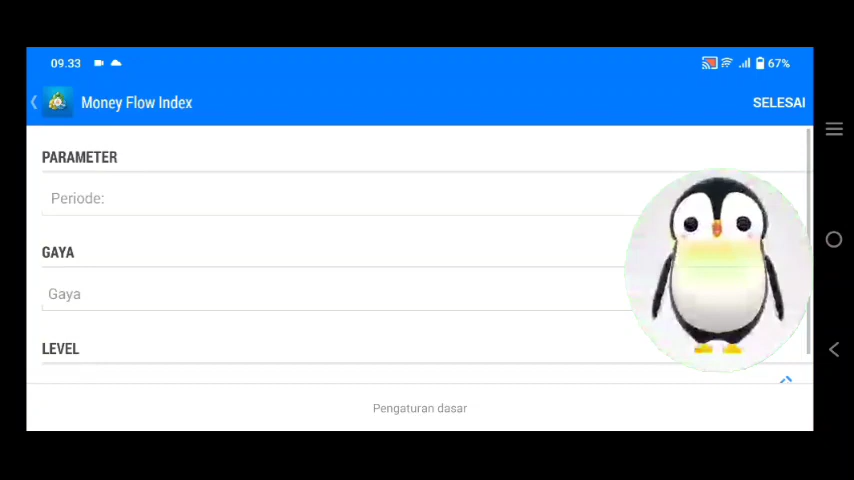 09.33
67%
Money Flow Index
SELESAI
PARAMETER
Periode:
GAYA
Gaya
LEVEL
Pengaturan dasar